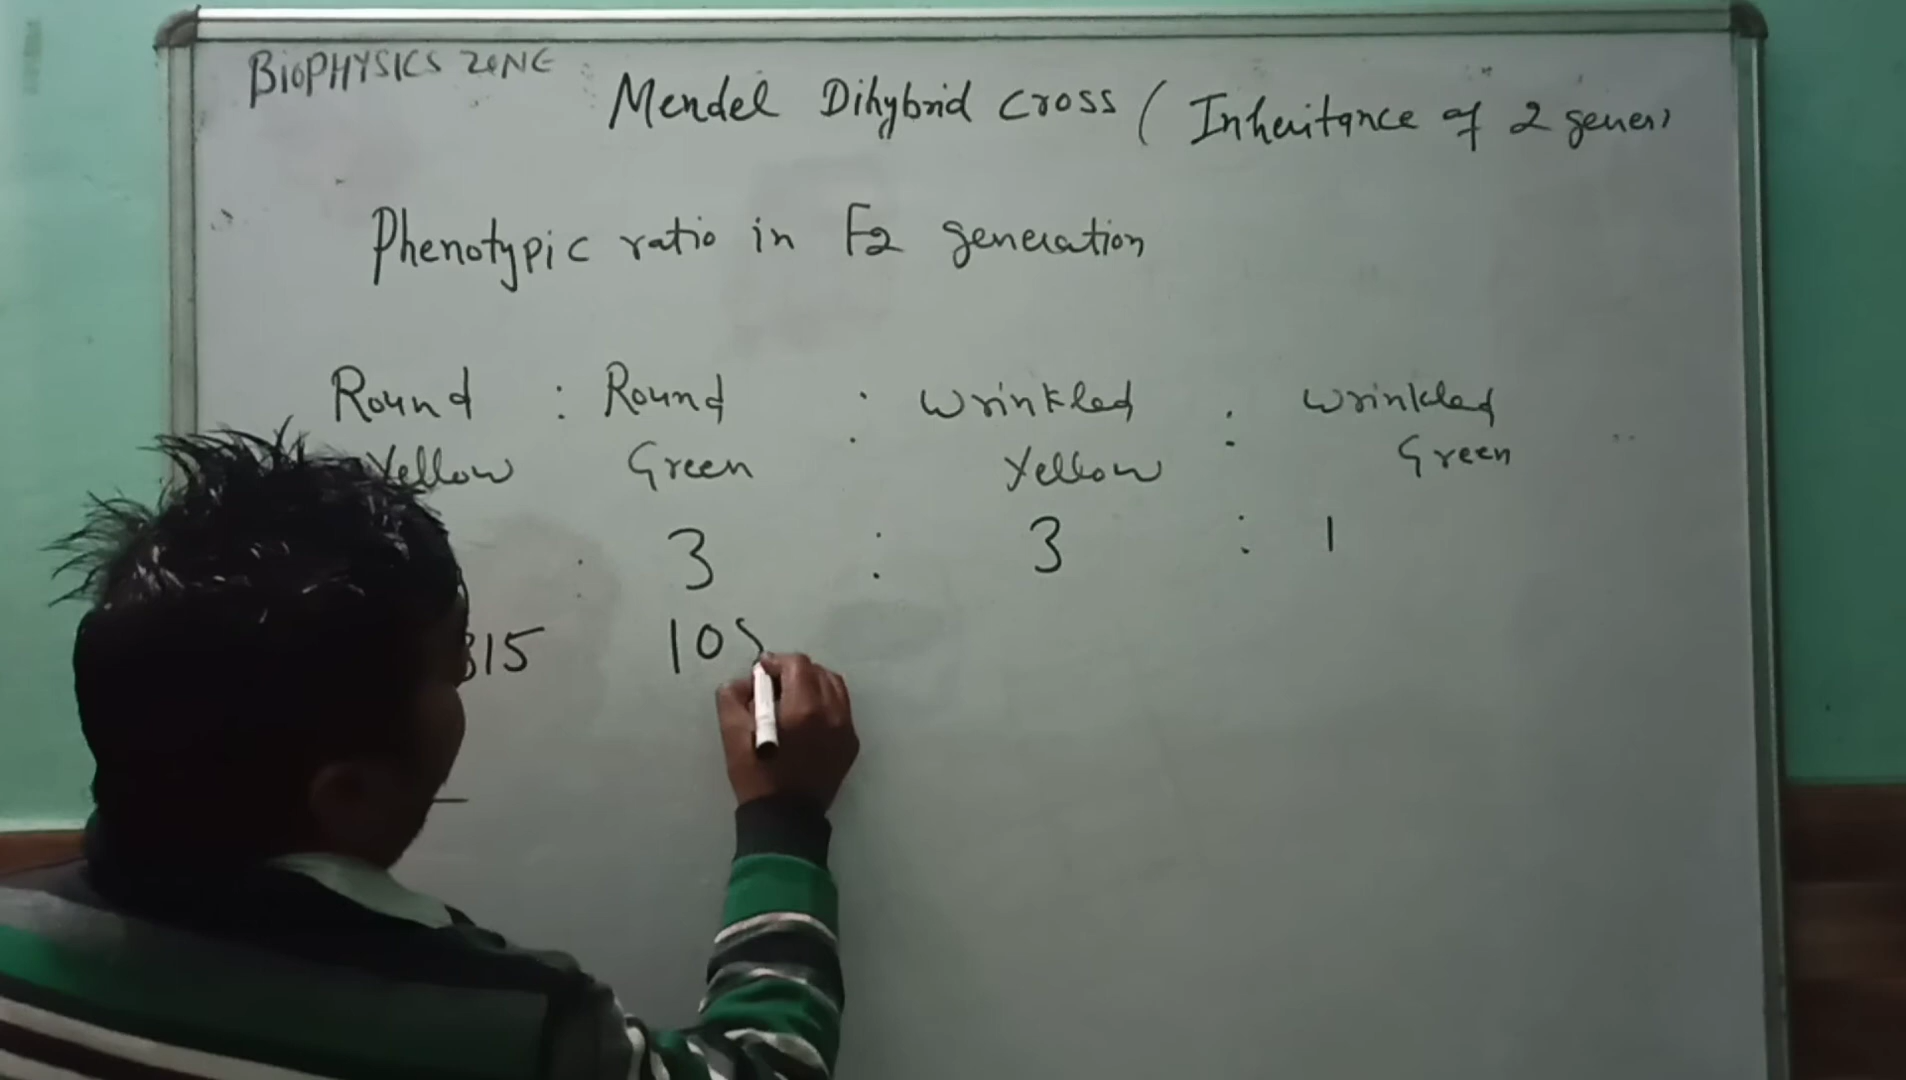 BIOPHYSICS ZONE
Mendel Dihybrid Cross ( Inheritance of 2 genes)
Phenotypic ratio in F2 generation
Round : Round : Wrinkled : Wrinkled
Yellow Green Yellow Green
: 3 : 3 : 1
315 10